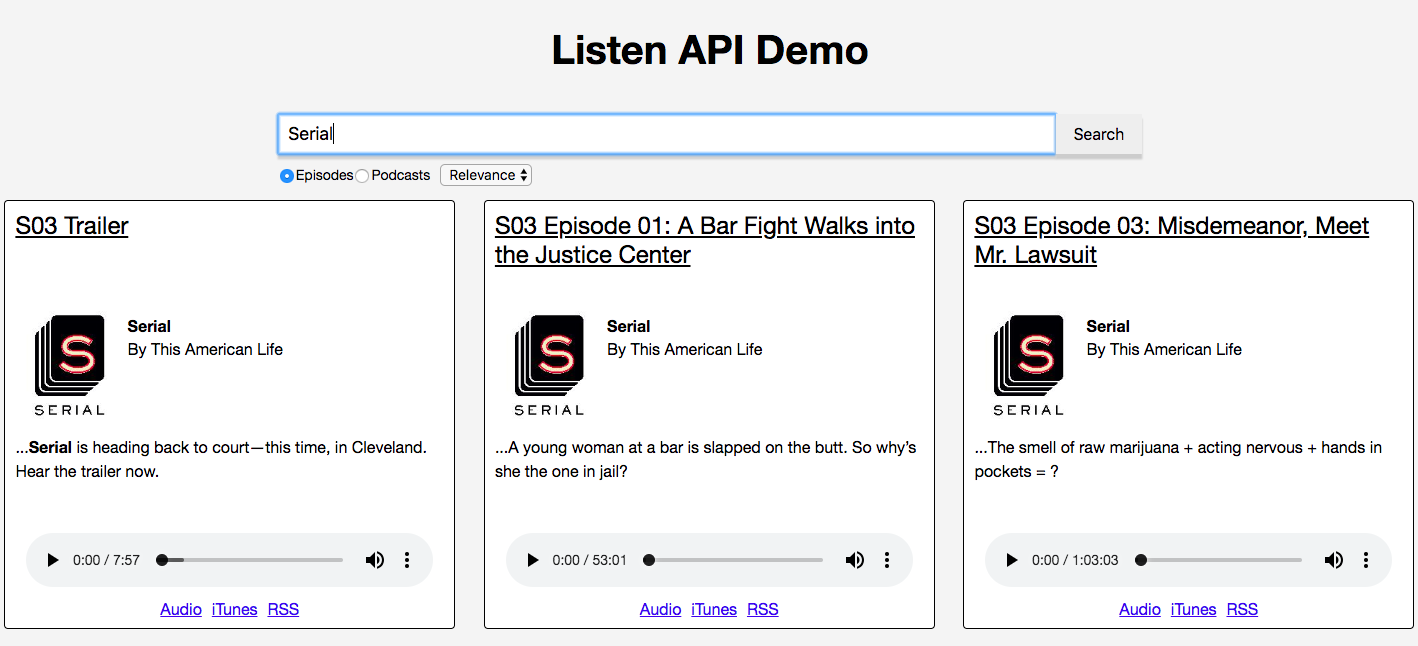 Listen API Demo
Serial
Search
Episodes Podcasts Relevance
S03 Trailer
S
SERIAL
Serial
By This American Life
...Serial is heading back to court—this time, in Cleveland.
Hear the trailer now.
0:00 / 7:57
Audio iTunes RSS
S03 Episode 01: A Bar Fight Walks into
the Justice Center
S
SERIAL
Serial
By This American Life
...A young woman at a bar is slapped on the butt. So why’s
she the one in jail?
0:00 / 53:01
Audio iTunes RSS
S03 Episode 03: Misdemeanor, Meet
Mr. Lawsuit
S
SERIAL
Serial
By This American Life
...The smell of raw marijuana + acting nervous + hands in
pockets = ?
0:00 / 1:03:03
Audio iTunes RSS